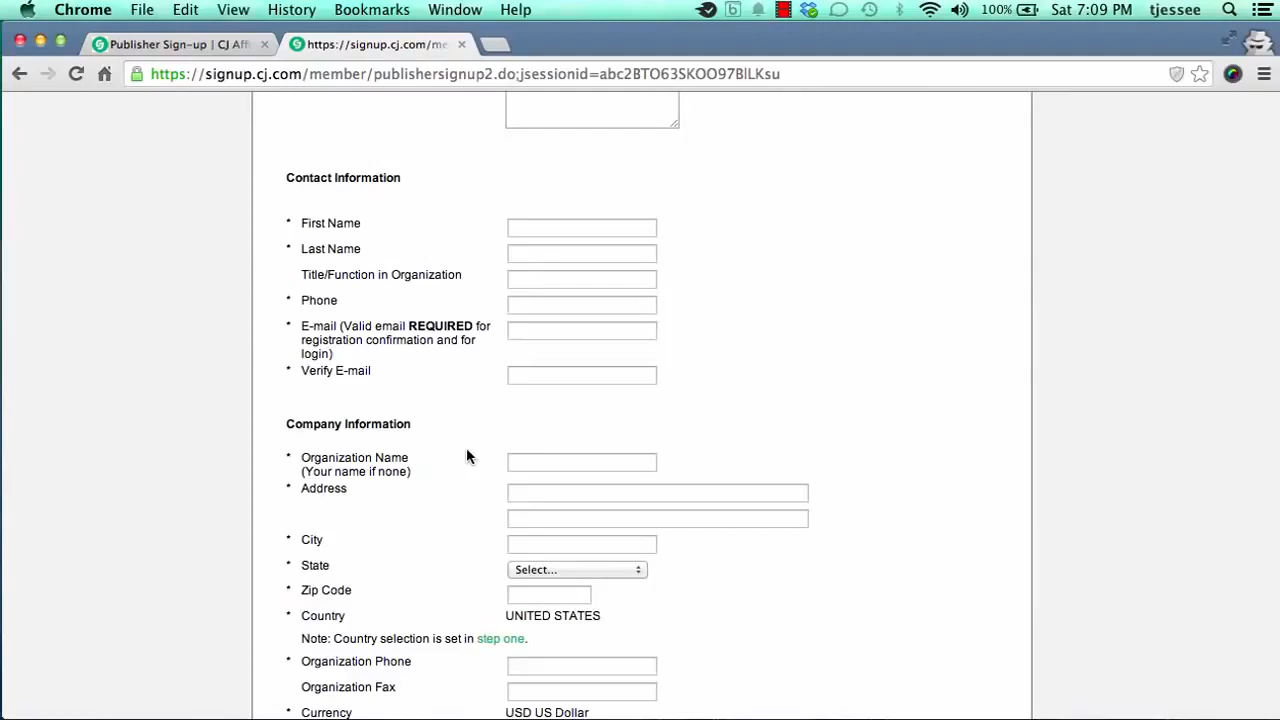 Chrome File Edit View History Bookmarks Window Help 100% Sat 7:09 PM tjessee
Publisher Sign-up | CJ Aff
https://signup.cj.com/me
https://signup.cj.com/member/publishersignup2.do;jsessionid=abc2BTO63SKOO97BlLKsu
Contact Information
* First Name
* Last Name
Title/Function in Organization
* Phone
* E-mail (Valid email REQUIRED for
registration confirmation and for
login)
* Verify E-mail
Company Information
* Organization Name
(Your name if none)
* Address
* City
* State Select...
* Zip Code
* Country UNITED STATES
Note: Country selection is set in step one.
* Organization Phone
Organization Fax
* Currency USD US Dollar